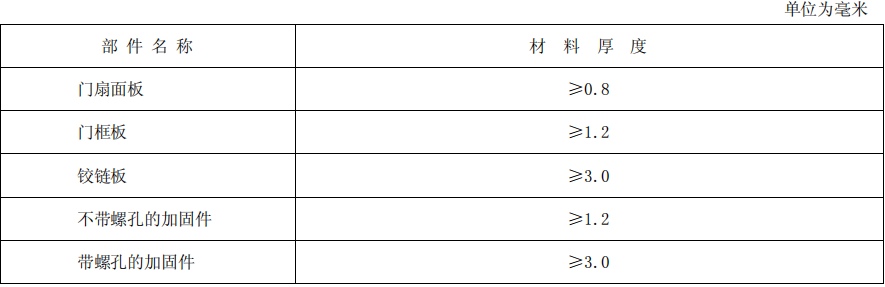 单位为毫米
部件名称 材料厚度
门扇面板 ≥0.8
门框板 ≥1.2
铰链板 ≥3.0
不带螺孔的加固件 ≥1.2
带螺孔的加固件 ≥3.0